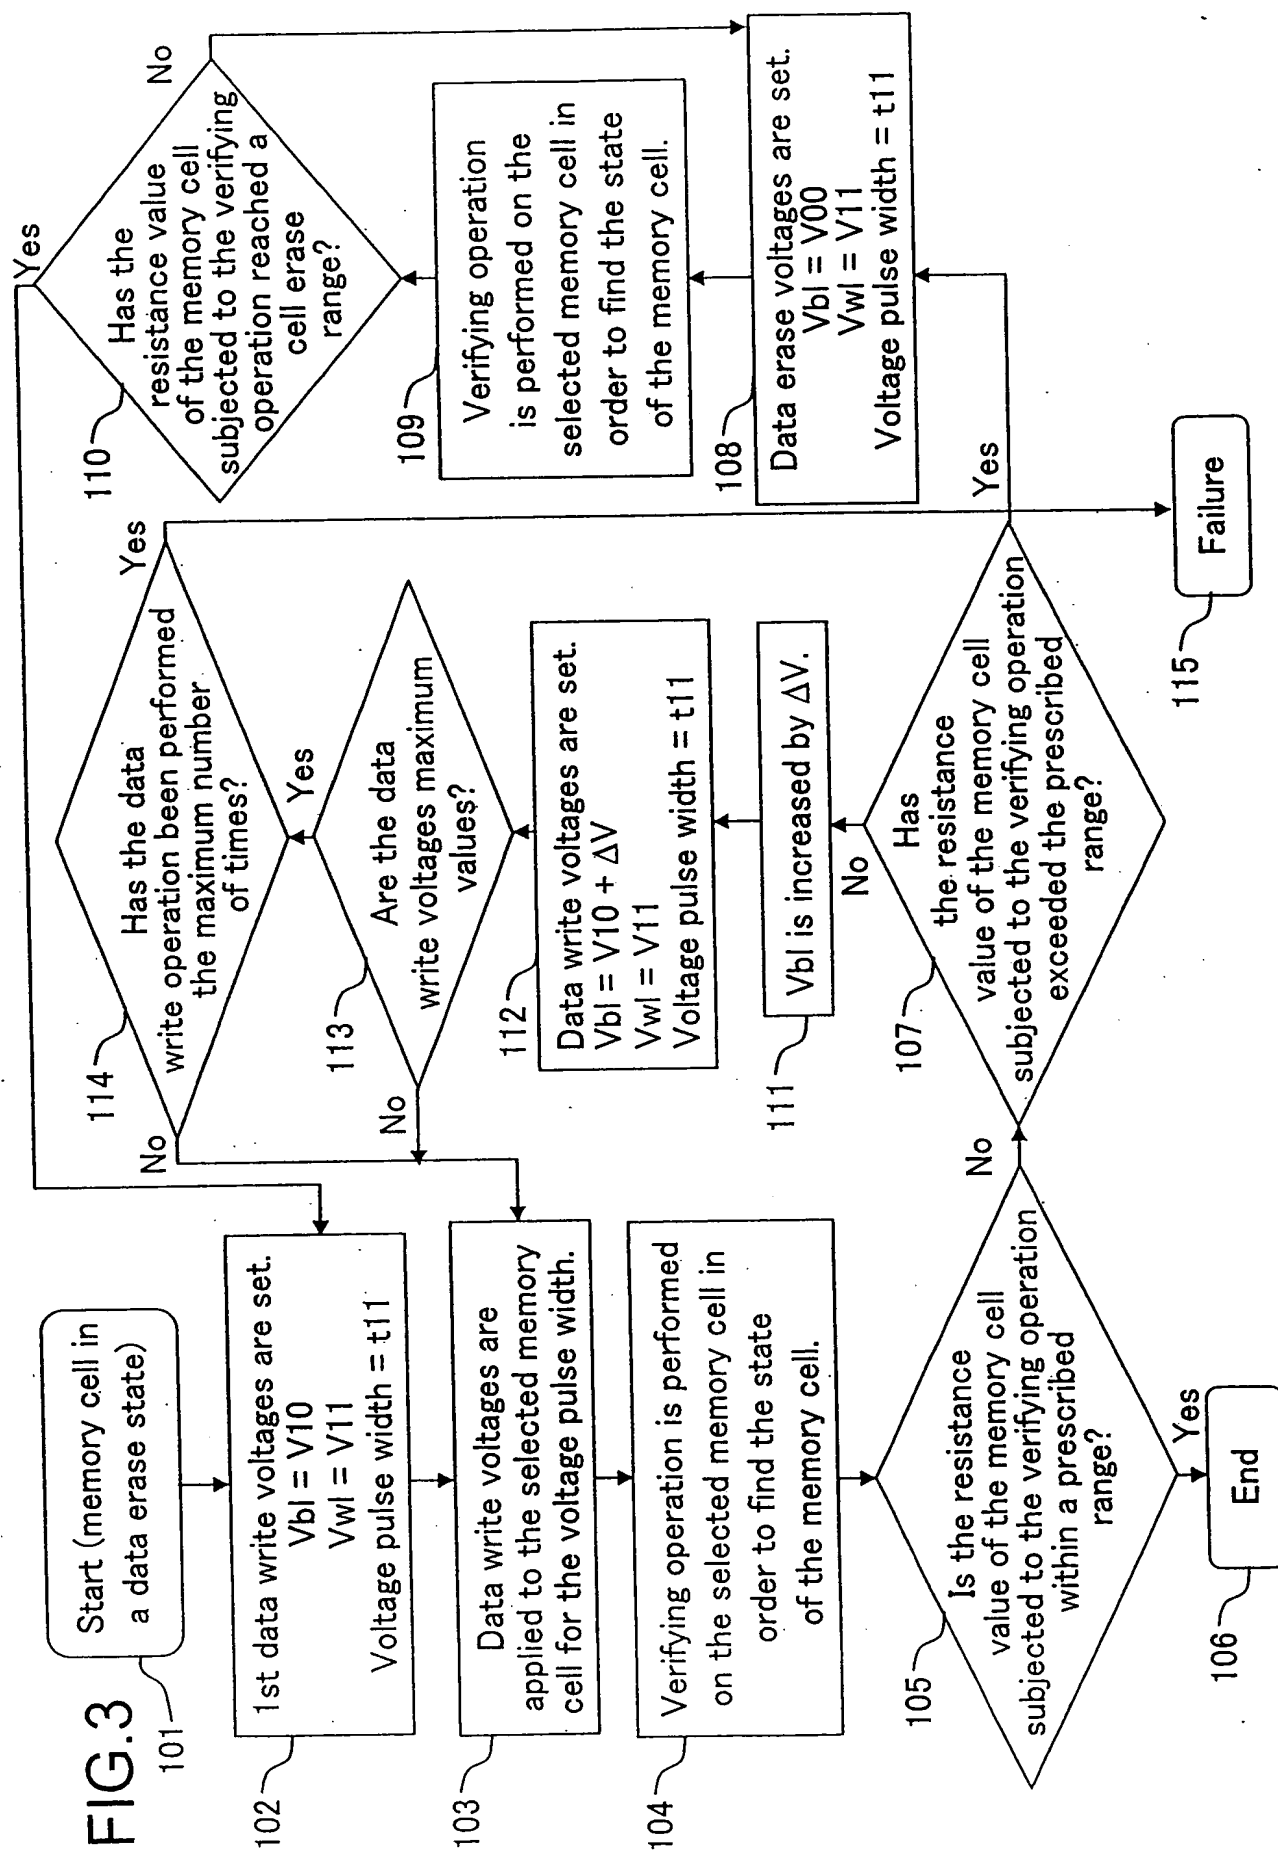 FIG.3
101
Start (memory cell in
a data erase state)
102
1st data write voltages are set.
Vbl = V10
Vwl = V11
Voltage pulse width = t11
103
Data write voltages are
applied to the selected memory
cell for the voltage pulse width.
104
Verifying operation is performed
on the selected memory cell in
order to find the state
of the memory cell.
105
Is the resistance
value of the memory cell
subjected to the verifying operation
within a prescribed
range?
Yes
No
106
End
107
Has
the resistance
value of the memory cell
subjected to the verifying operation
exceeded the prescribed
range?
No
Yes
111
Vbl is increased by ΔV.
112
Data write voltages are set.
Vbl = V10 + ΔV
Vwl = V11
Voltage pulse width = t11
113
Are the data
write voltages maximum
values?
No
Yes
114
Has the data
write operation been performed
the maximum number
of times?
No
Yes
115
Failure
108
Data erase voltages are set.
Vbl = V00
Vwl = V11
Voltage pulse width = t11
109
Verifying operation
is performed on the
selected memory cell in
order to find the state
of the memory cell.
110
Has the
resistance value
of the memory cell
subjected to the verifying
operation reached a
cell erase
range?
Yes
No